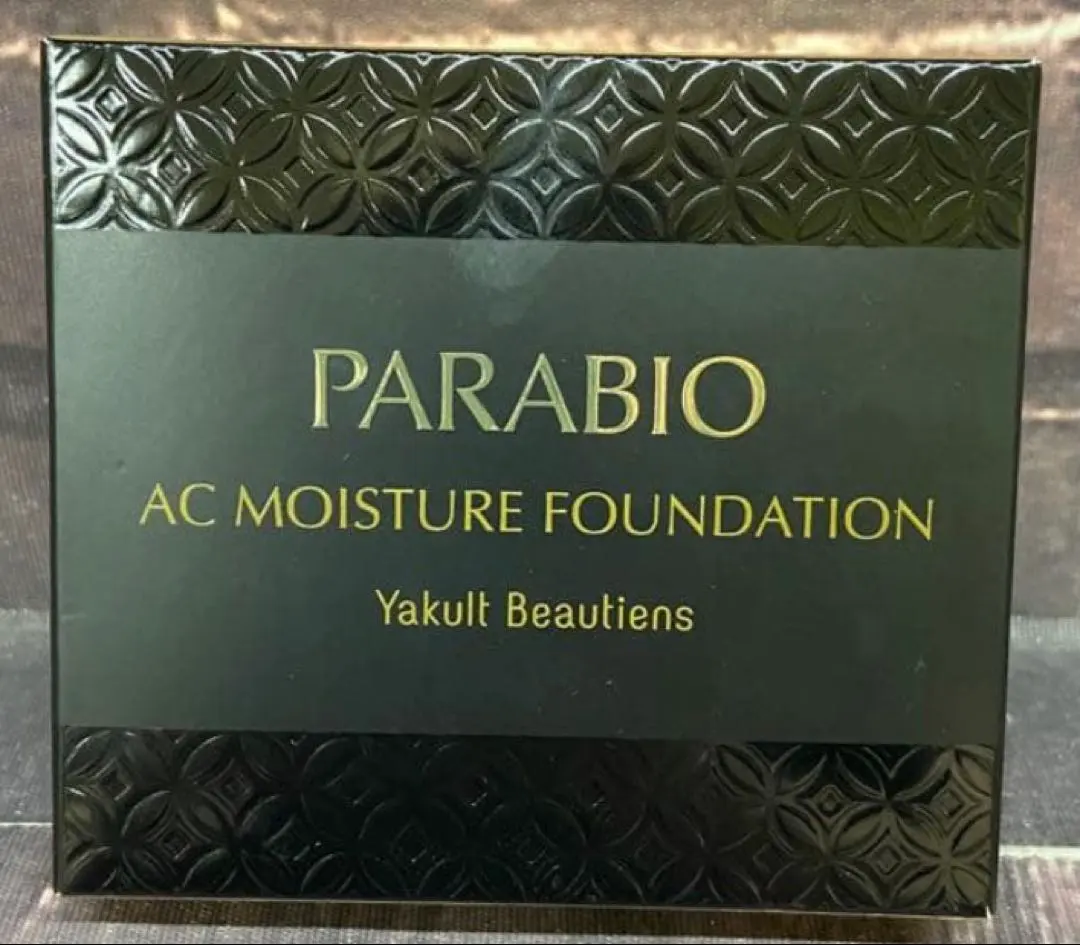 PARABIO
AC MOISTURE FOUNDATION
Yakult Beautiens